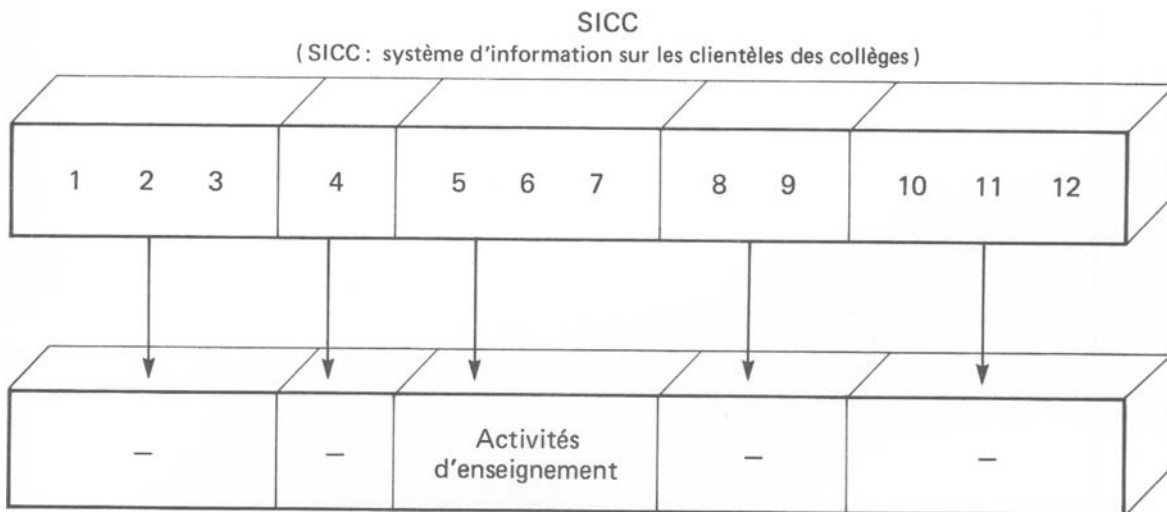 SICC
(SICC: système d'information sur les clientèles des collèges)
1 2 3 4 5 6 7 8 9 10 11 12
– – Activités d'enseignement – –